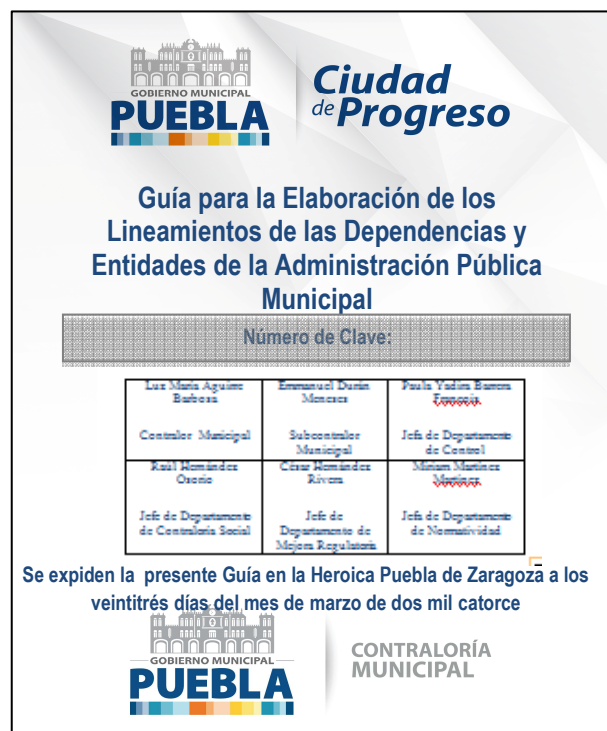 GOBIERNO MUNICIPAL
PUEBLA
Ciudad
de Progreso
Guía para la Elaboración de los
Lineamientos de las Dependencias y
Entidades de la Administración Pública
Municipal
Número de Clave:
Luz María Aguirre
Barbosa
Contralor Municipal
Emmanuel Durán
Meneses
Subcontralor
Municipal
Paula Yadira Barrera
François
Jefa de Departamento
de Control
Raúl Hernández
Osorio
Jefe de Departamento
de Contraloría Social
César Hernández
Rivera
Jefe de
Departamento de
Mejora Regulatoria
Miriam Martínez
Martínez
Jefa de Departamento
de Normatividad
Se expiden la presente Guía en la Heroica Puebla de Zaragoza a los
veintitrés días del mes de marzo de dos mil catorce
GOBIERNO MUNICIPAL
PUEBLA
CONTRALORÍA
MUNICIPAL